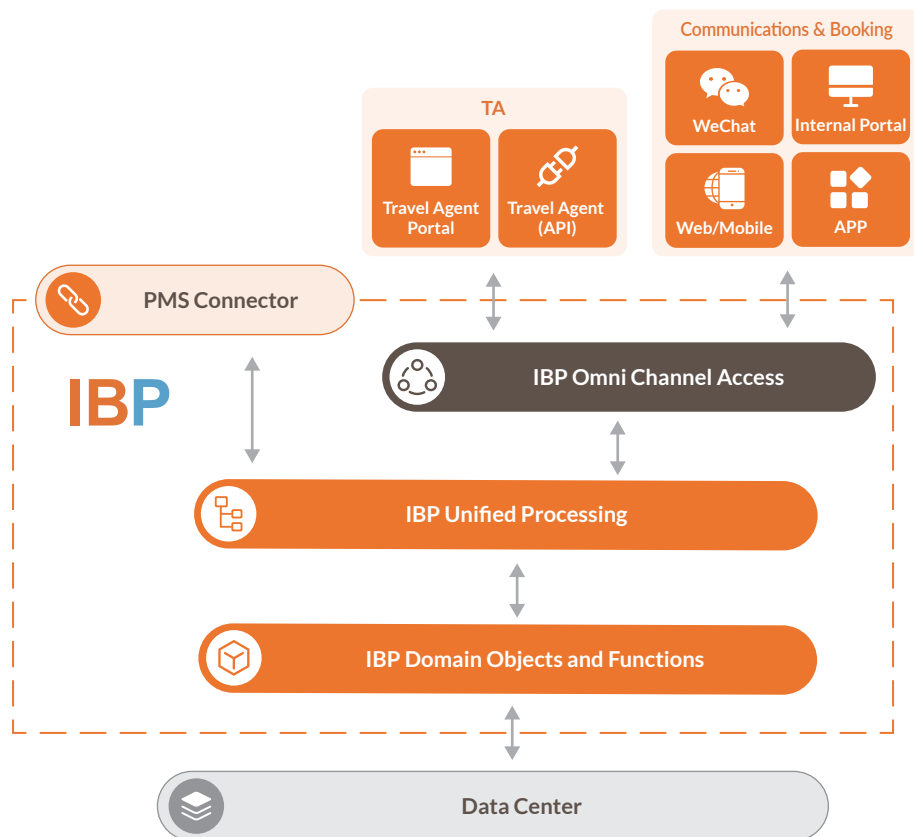 Communications & Booking
WeChat
Internal Portal
Web/Mobile
APP
TA
Travel Agent
Portal
Travel Agent
(API)
PMS Connector
IBP
IBP Omni Channel Access
IBP Unified Processing
IBP Domain Objects and Functions
Data Center